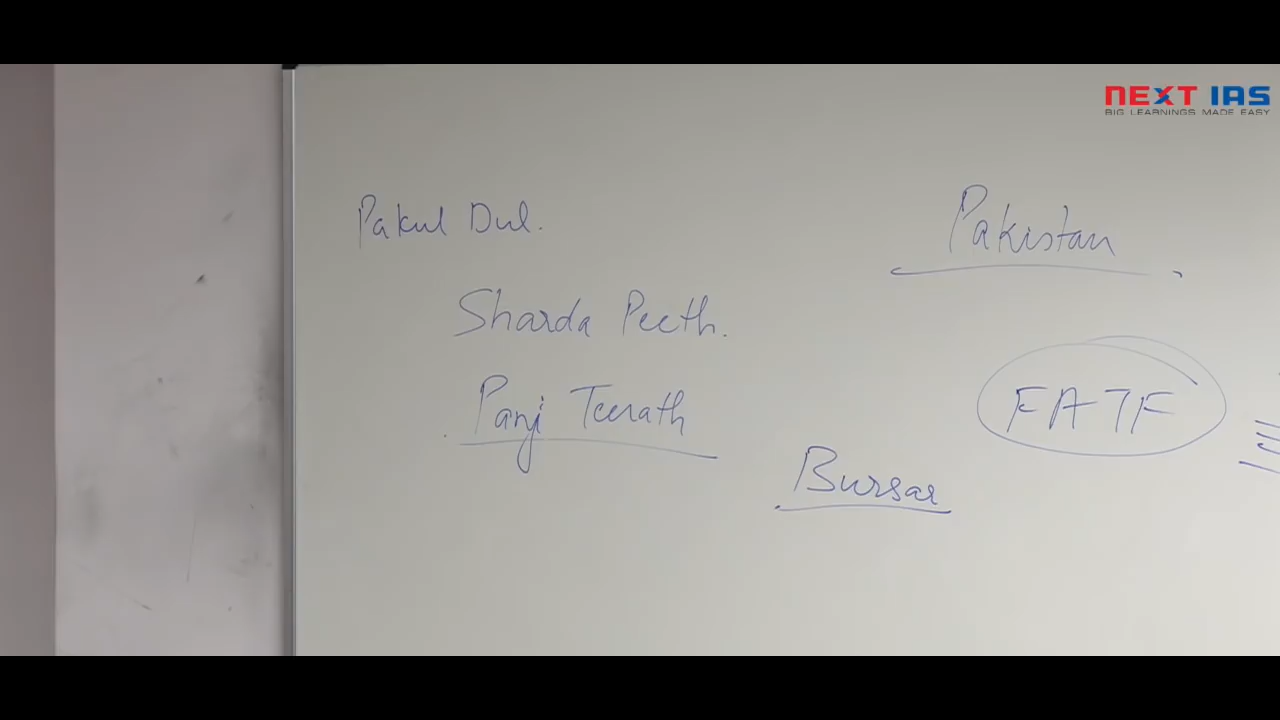 NEXT IAS
BIG LEARNINGS MADE EASY
Pakul Dul.
Pakistan
Sharda Peeth.
Panj Teerath
FATF
Bursar